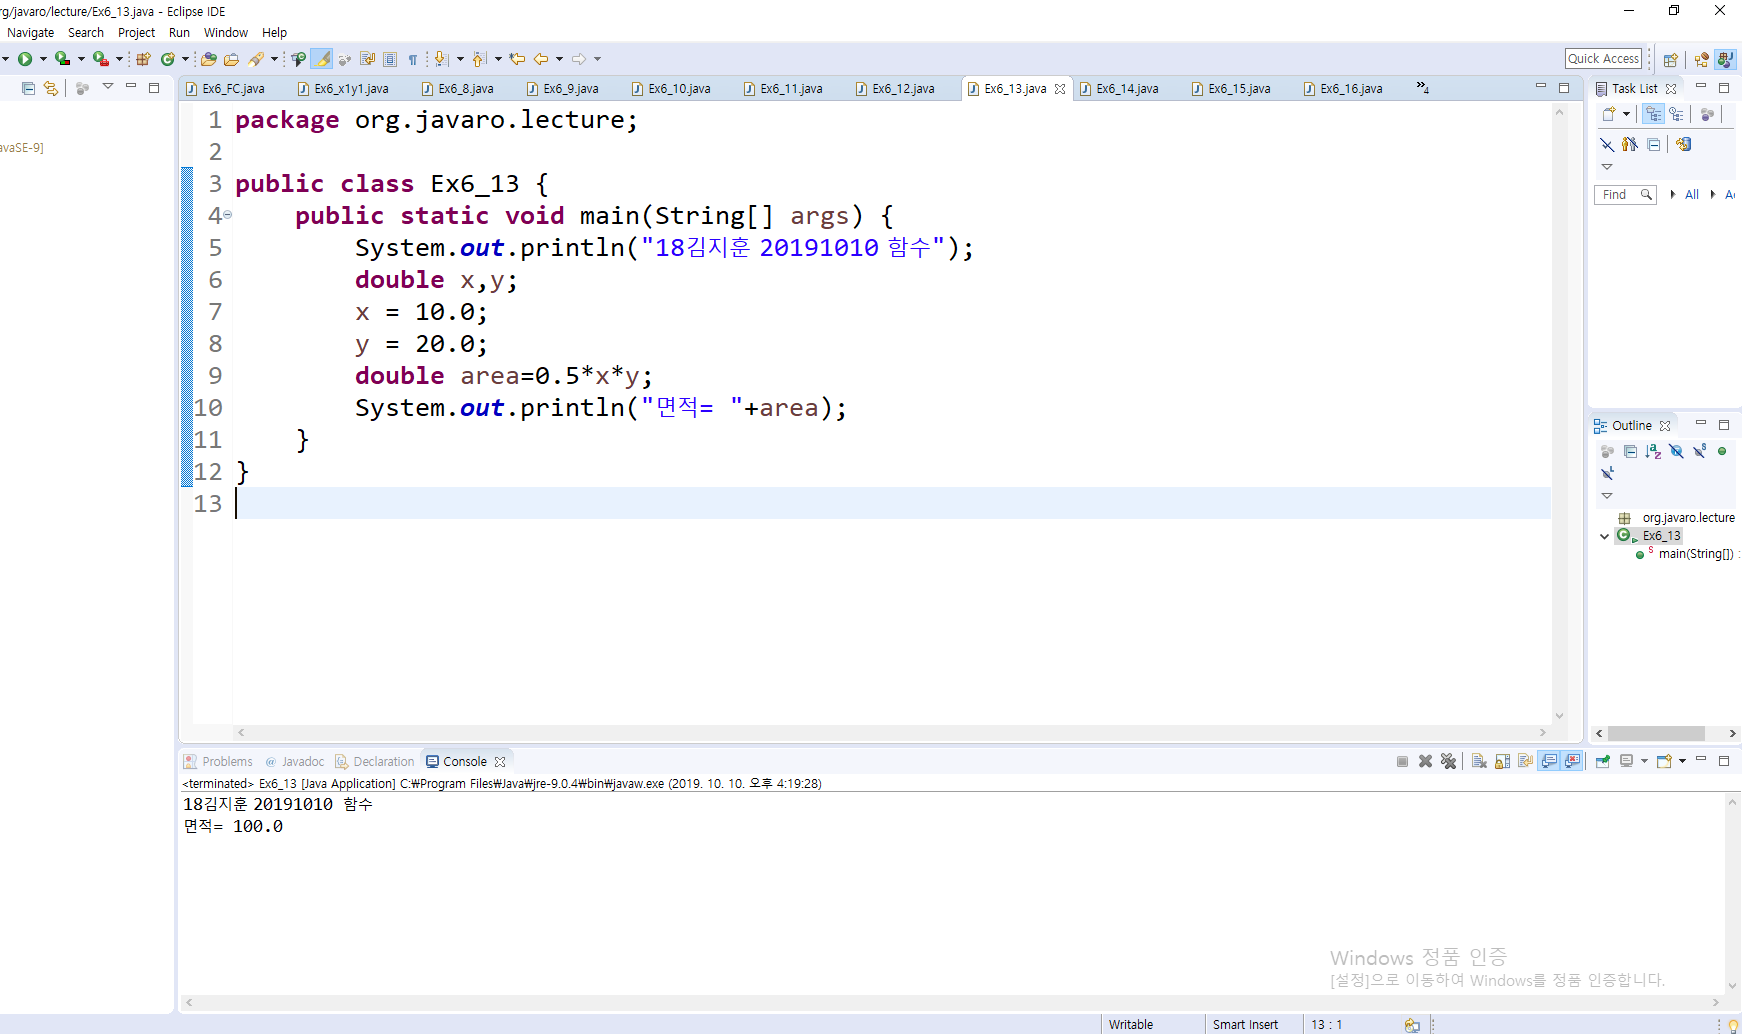 rg/javaro/lecture/Ex6_13.java - Eclipse IDE
Navigate Search Project Run Window Help
Quick Access
avaSE-9]
Ex6_FC.java Ex6_x1y1.java Ex6_8.java Ex6_9.java Ex6_10.java Ex6_11.java Ex6_12.java Ex6_13.java Ex6_14.java Ex6_15.java Ex6_16.java »4
1 package org.javaro.lecture;
2
3 public class Ex6_13 {
4 public static void main(String[] args) {
5 System.out.println("18김지훈 20191010 함수");
6 double x,y;
7 x = 10.0;
8 y = 20.0;
9 double area=0.5*x*y;
10 System.out.println("면적= "+area);
11 }
12 }
13
Task List
Find All Ac
Outline
org.javaro.lecture
Ex6_13
main(String[]) :
Problems @ Javadoc Declaration Console
<terminated> Ex6_13 [Java Application] C:₩Program Files₩Java₩jre-9.0.4₩bin₩javaw.exe (2019. 10. 10. 오후 4:19:28)
18김지훈 20191010 함수
면적= 100.0
Windows 정품 인증
[설정]으로 이동하여 Windows를 정품 인증합니다.
Writable Smart Insert 13 : 1